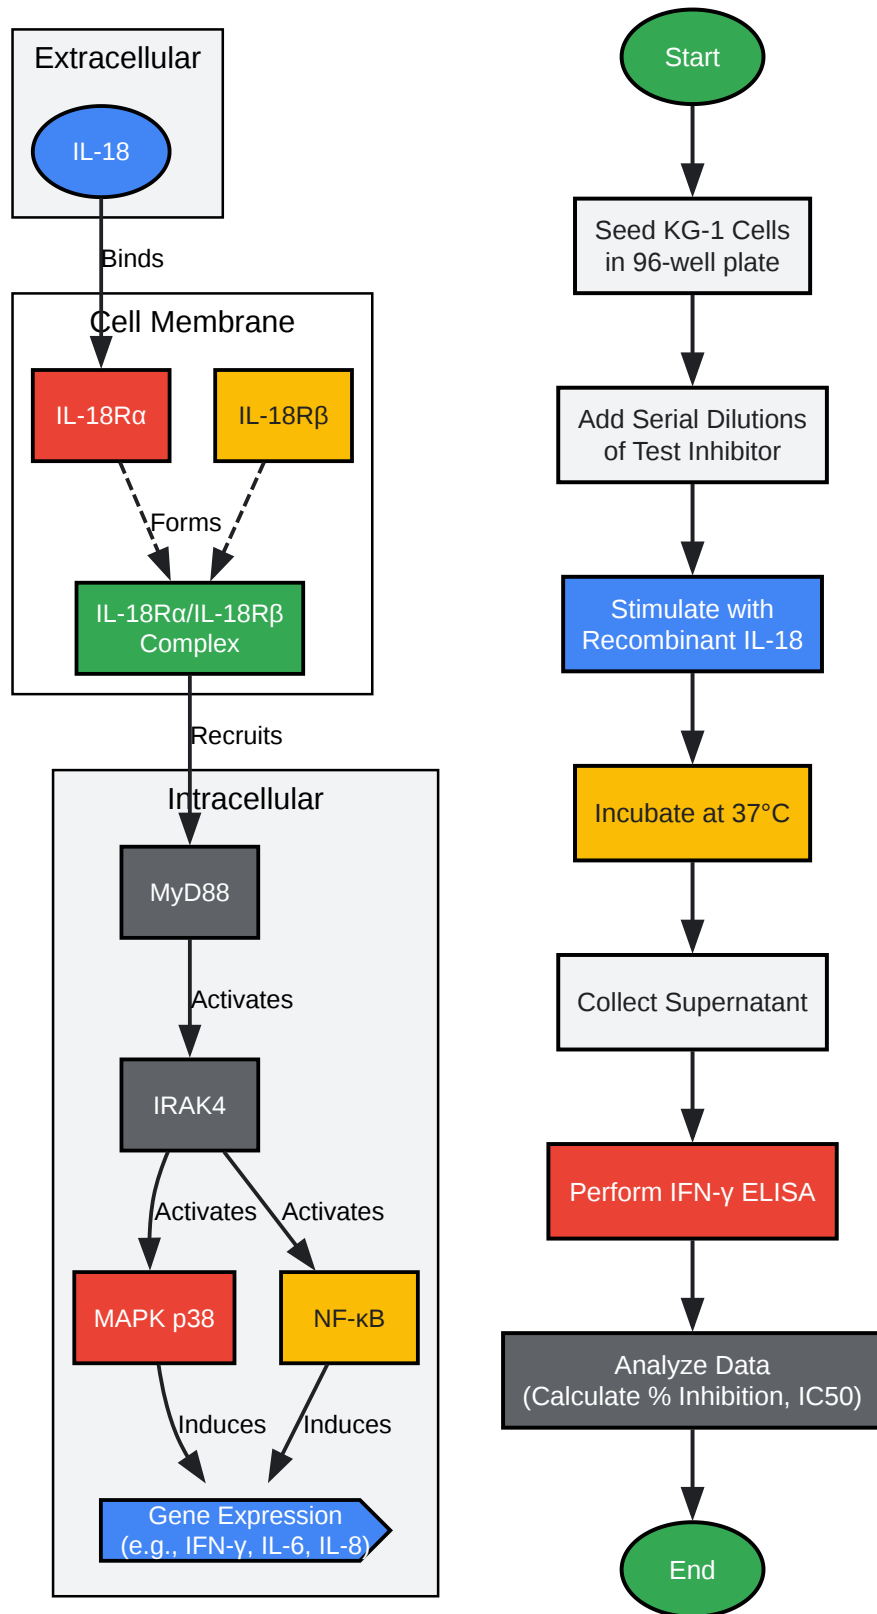 Extracellular
IL-18
Binds
Cell Membrane
IL-18Rα
IL-18Rβ
Forms
IL-18Rα/IL-18Rβ
Complex
Recruits
Intracellular
MyD88
Activates
IRAK4
Activates
Activates
MAPK p38
NF-κB
Induces
Induces
Gene Expression
(e.g., IFN-γ, IL-6, IL-8)
Start
Seed KG-1 Cells
in 96-well plate
Add Serial Dilutions
of Test Inhibitor
Stimulate with
Recombinant IL-18
Incubate at 37°C
Collect Supernatant
Perform IFN-γ ELISA
Analyze Data
(Calculate % Inhibition, IC50)
End